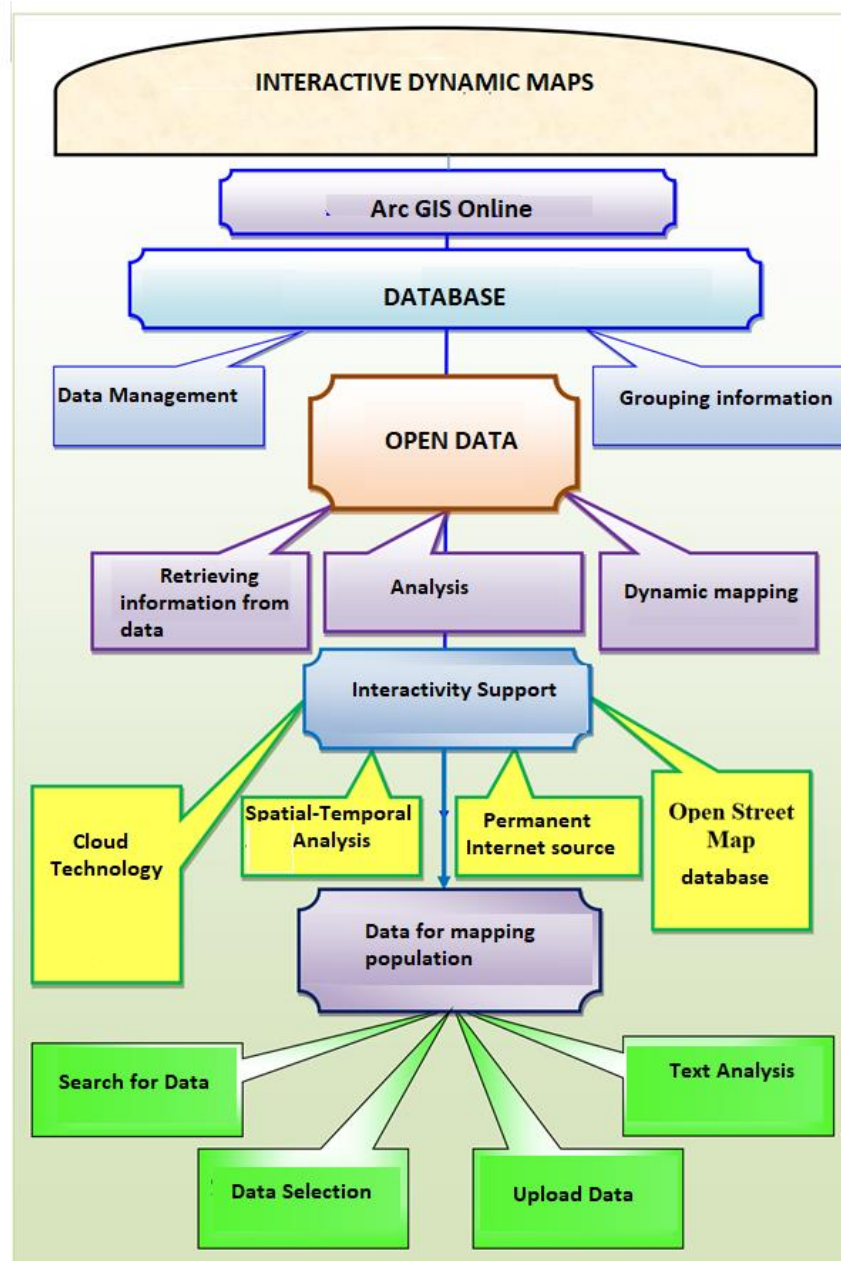 INTERACTIVE DYNAMIC MAPS
Arc GIS Online
DATABASE
Data Management
Grouping information
OPEN DATA
Retrieving
information from
data
Analysis
Dynamic mapping
Interactivity Support
Cloud
Technology
Spatial-Temporal
Analysis
Permanent
Internet source
Open Street
Map
database
Data for mapping
population
Search for Data
Text Analysis
Data Selection
Upload Data